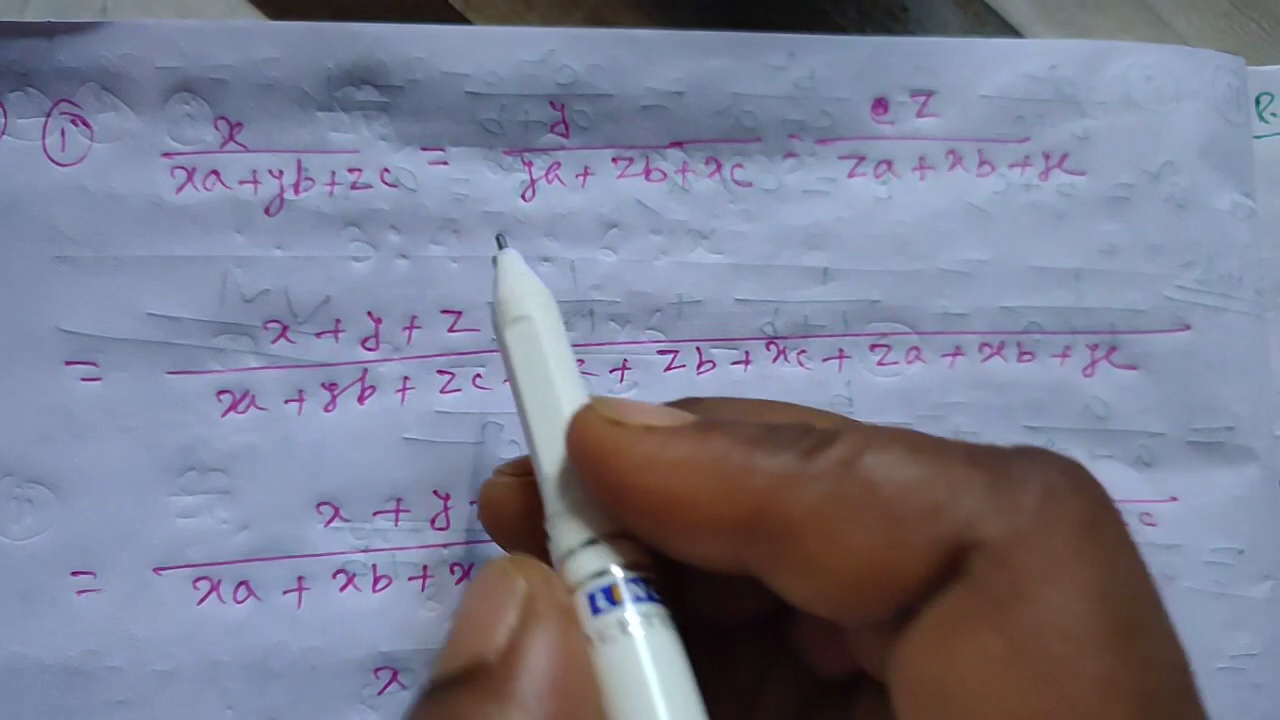 ① x/(xa+yb+zc) = y/(ya+zb+xc) = z/(za+xb+yc)
= x+y+z/(xa+yb+zc + zb+xc+za+xb+yc)
= x+y/(xa+xb+x c)
x
R.